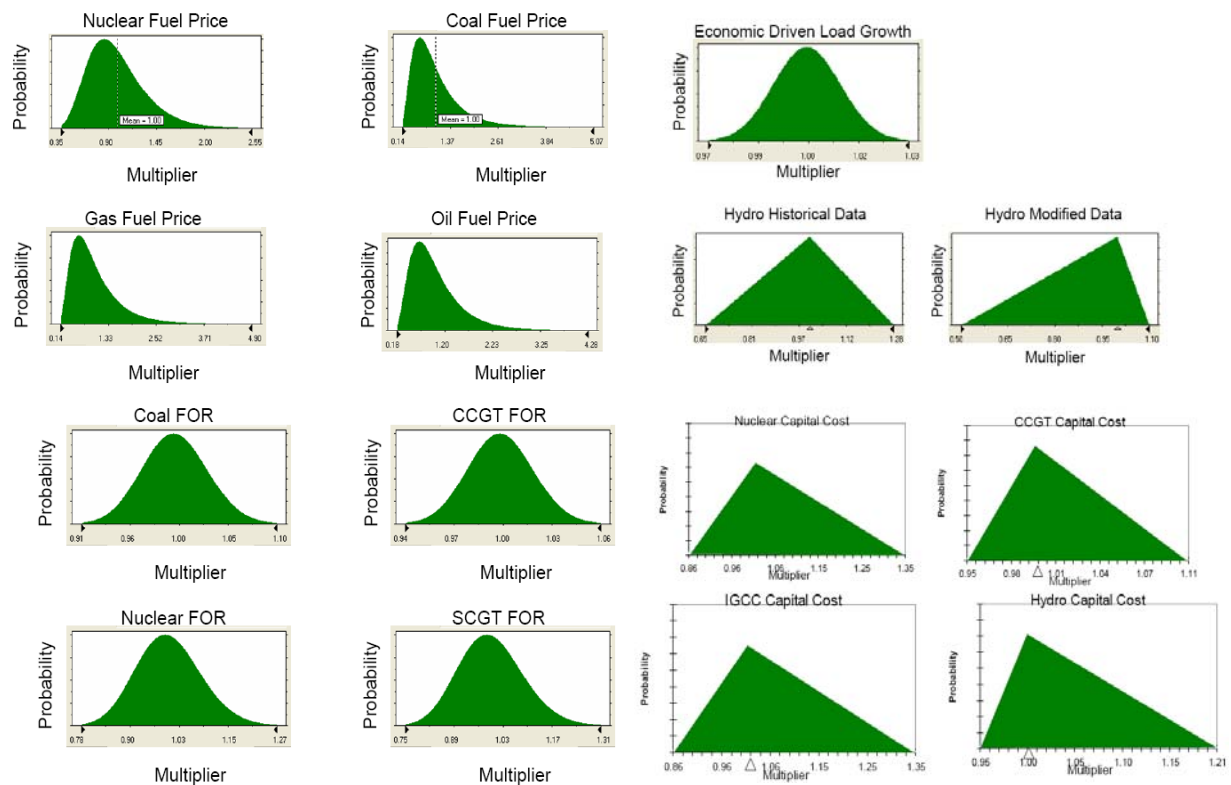 Nuclear Fuel Price
Probability
Mean = 1.00
0.35 0.90 1.45 2.00 2.55
Multiplier
Coal Fuel Price
Probability
Mean = 1.00
0.14 1.37 2.61 3.84 5.07
Multiplier
Economic Driven Load Growth
Probability
0.97 0.99 1.00 1.02 1.03
Multiplier
Gas Fuel Price
Probability
0.14 1.33 2.52 3.71 4.90
Multiplier
Oil Fuel Price
Probability
0.18 1.20 2.23 3.25 4.28
Multiplier
Hydro Historical Data
Probability
0.65 0.81 0.97 1.12 1.28
Multiplier
Hydro Modified Data
Probability
0.50 0.65 0.80 0.95 1.10
Multiplier
Coal FOR
Probability
0.91 0.96 1.00 1.05 1.10
Multiplier
CCGT FOR
Probability
0.94 0.97 1.00 1.03 1.06
Multiplier
Nuclear Capital Cost
Probability
0.86 0.96 1.06 1.15 1.25 1.35
Multiplier
CCGT Capital Cost
Probability
0.95 0.98 1.01 1.04 1.07 1.11
Multiplier
Nuclear FOR
Probability
0.78 0.90 1.03 1.15 1.27
Multiplier
SCGT FOR
Probability
0.75 0.89 1.03 1.17 1.31
Multiplier
IGCC Capital Cost
Probability
0.86 0.96 1.06 1.15 1.25 1.35
Multiplier
Hydro Capital Cost
Probability
0.95 1.00 1.05 1.10 1.15 1.21
Multiplier